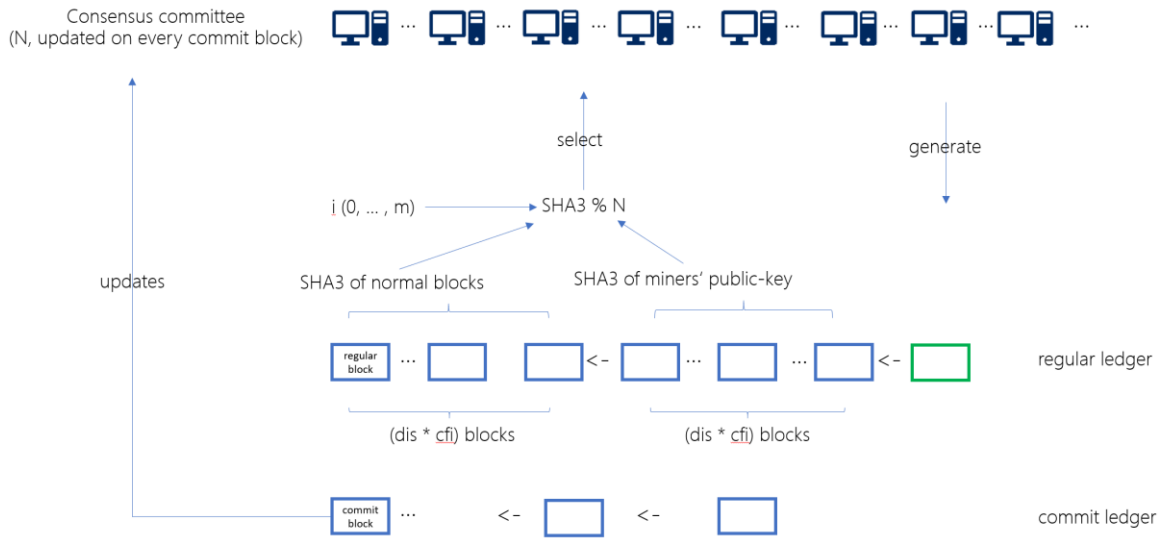 Consensus committee
(N, updated on every commit block)
... ... ... ... ... ... ... ...
select
generate
i (0, ... , m)
SHA3 % N
updates
SHA3 of normal blocks
SHA3 of miners' public-key
regular
block
... <- ... ... <-
regular ledger
(dis * cfi) blocks
(dis * cfi) blocks
commit
block
... <- <-
commit ledger